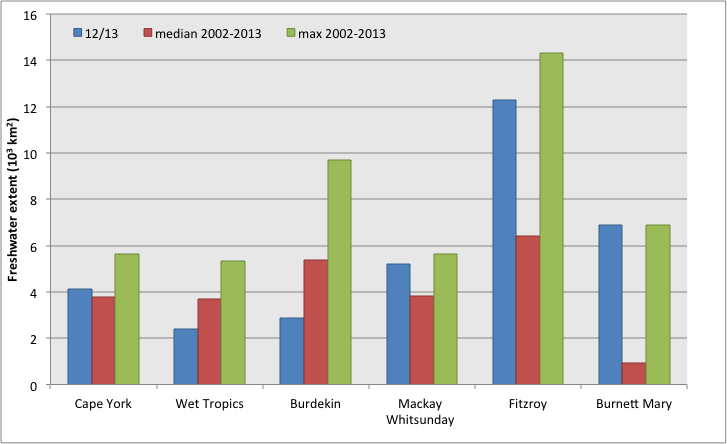 16
12/13 median 2002-2013 max 2002-2013
14
12
10
8
6
4
2
0
Freshwater extent (10³ km²)
Cape York Wet Tropics Burdekin Mackay Fitzroy Burnett Mary
Whitsunday